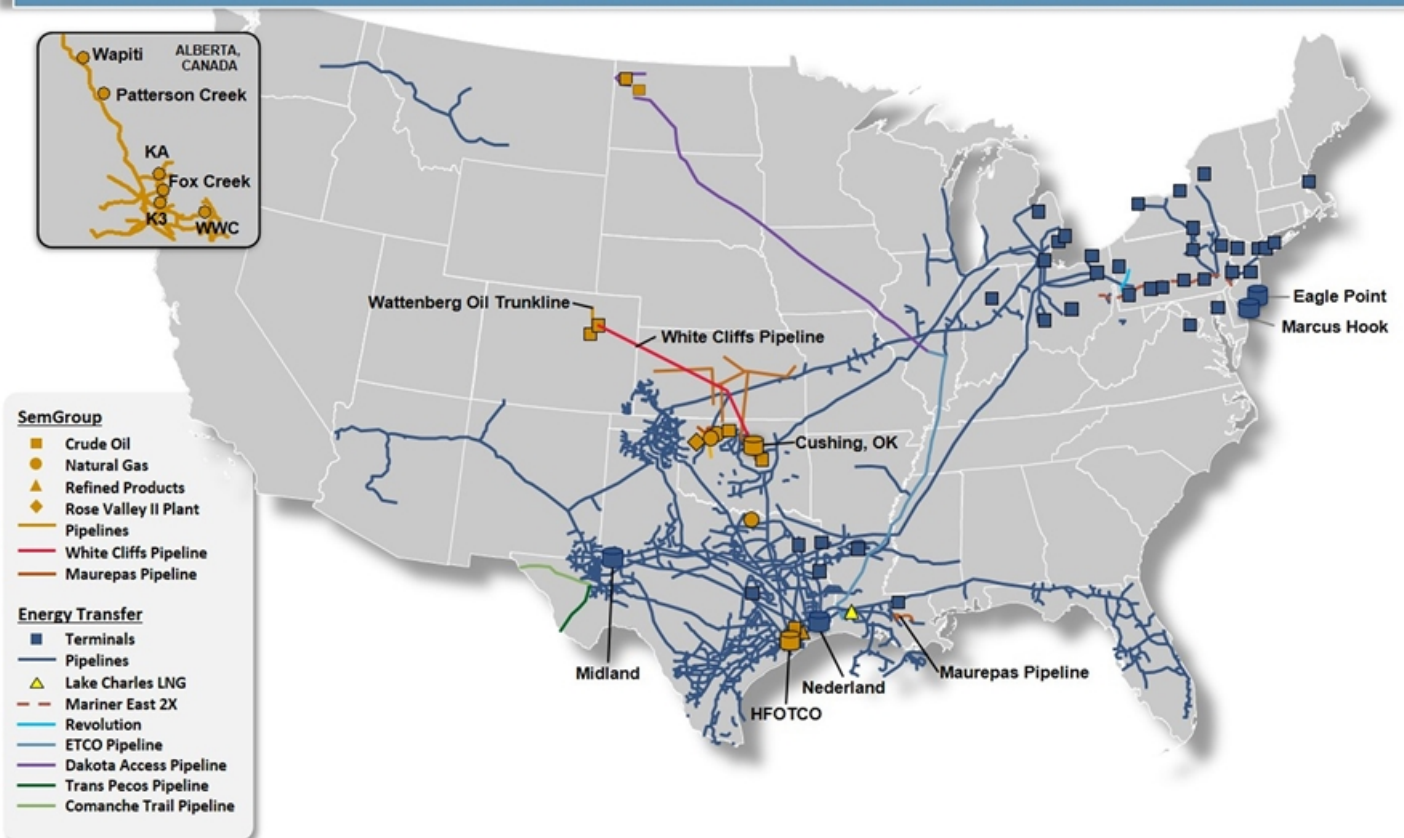 Wapiti
ALBERTA,
CANADA
Patterson Creek
KA
Fox Creek
K3
WWC
Wattenberg Oil Trunkline
White Cliffs Pipeline
Eagle Point
Marcus Hook
Cushing, OK
SemGroup
Crude Oil
Natural Gas
Refined Products
Rose Valley II Plant
Pipelines
White Cliffs Pipeline
Maurepas Pipeline
Energy Transfer
Terminals
Pipelines
Lake Charles LNG
Mariner East 2X
Revolution
ETCO Pipeline
Dakota Access Pipeline
Trans Pecos Pipeline
Comanche Trail Pipeline
Midland
Nederland
HFOTCO
Maurepas Pipeline